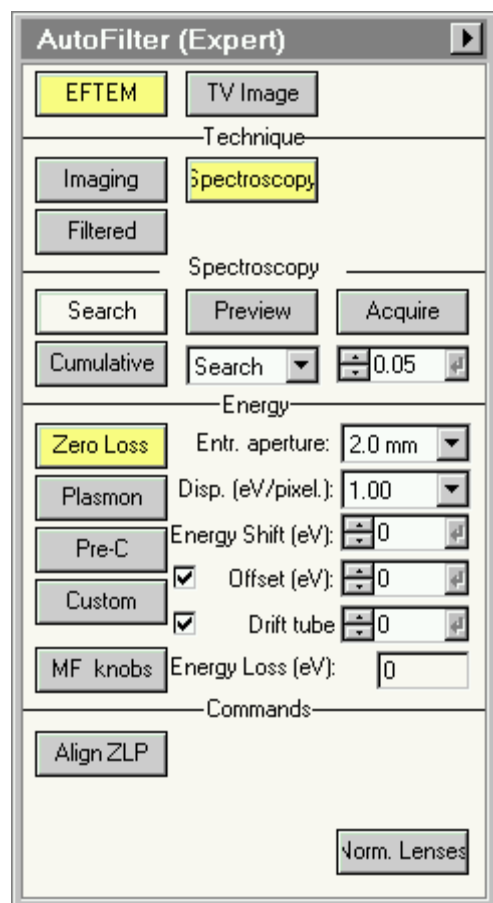 AutoFilter (Expert)
EFTEM TV Image
Technique
Imaging Spectroscopy
Filtered
Spectroscopy
Search Preview Acquire
Cumulative Search 0.05
Energy
Zero Loss Entr. aperture: 2.0 mm
Plasmon Disp. (eV/pixel.): 1.00
Pre-C Energy Shift (eV): 0
Offset (eV): 0
Custom
Drift tube 0
MF knobs Energy Loss (eV): 0
Commands
Align ZLP
Norm. Lenses